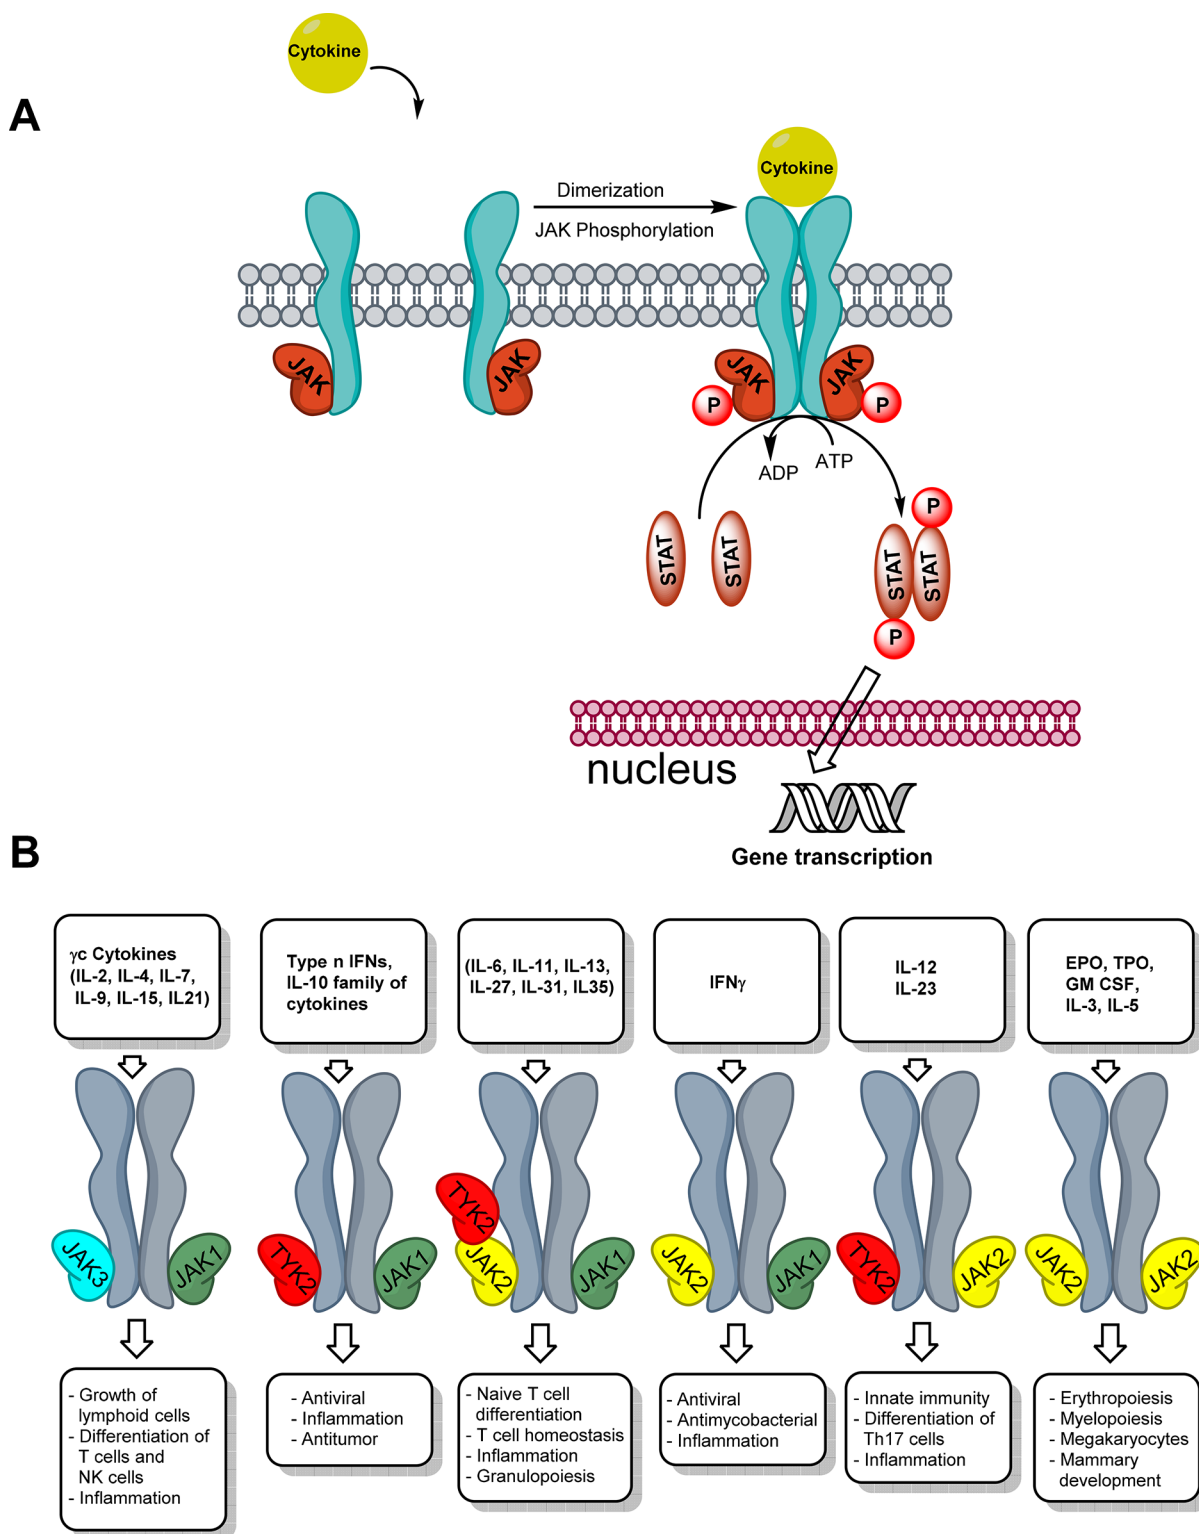 Cytokine
A
Cytokine
Dimerization
JAK Phosphorylation
JAK
JAK
JAK
JAK
P
P
ADP
ATP
STAT
STAT
STAT
STAT
P
P
nucleus
Gene transcription
B
γc Cytokines
(IL-2, IL-4, IL-7,
IL-9, IL-15, IL21)
Type n IFNs,
IL-10 family of
cytokines
(IL-6, IL-11, IL-13,
IL-27, IL-31, IL35)
IFNγ
IL-12
IL-23
EPO, TPO,
GM CSF,
IL-3, IL-5
JAK3
JAK1
TYK2
JAK1
TYK2
JAK2
JAK1
JAK2
JAK1
TYK2
JAK2
JAK2
JAK2
- Growth of
lymphoid cells
- Differentiation of
T cells and
NK cells
- Inflammation
- Antiviral
- Inflammation
- Antitumor
- Naive T cell
differentiation
- T cell homeostasis
- Inflammation
- Granulopoiesis
- Antiviral
- Antimycobacterial
- Inflammation
- Innate immunity
- Differentiation of
Th17 cells
- Inflammation
- Erythropoiesis
- Myelopoiesis
- Megakaryocytes
- Mammary
development